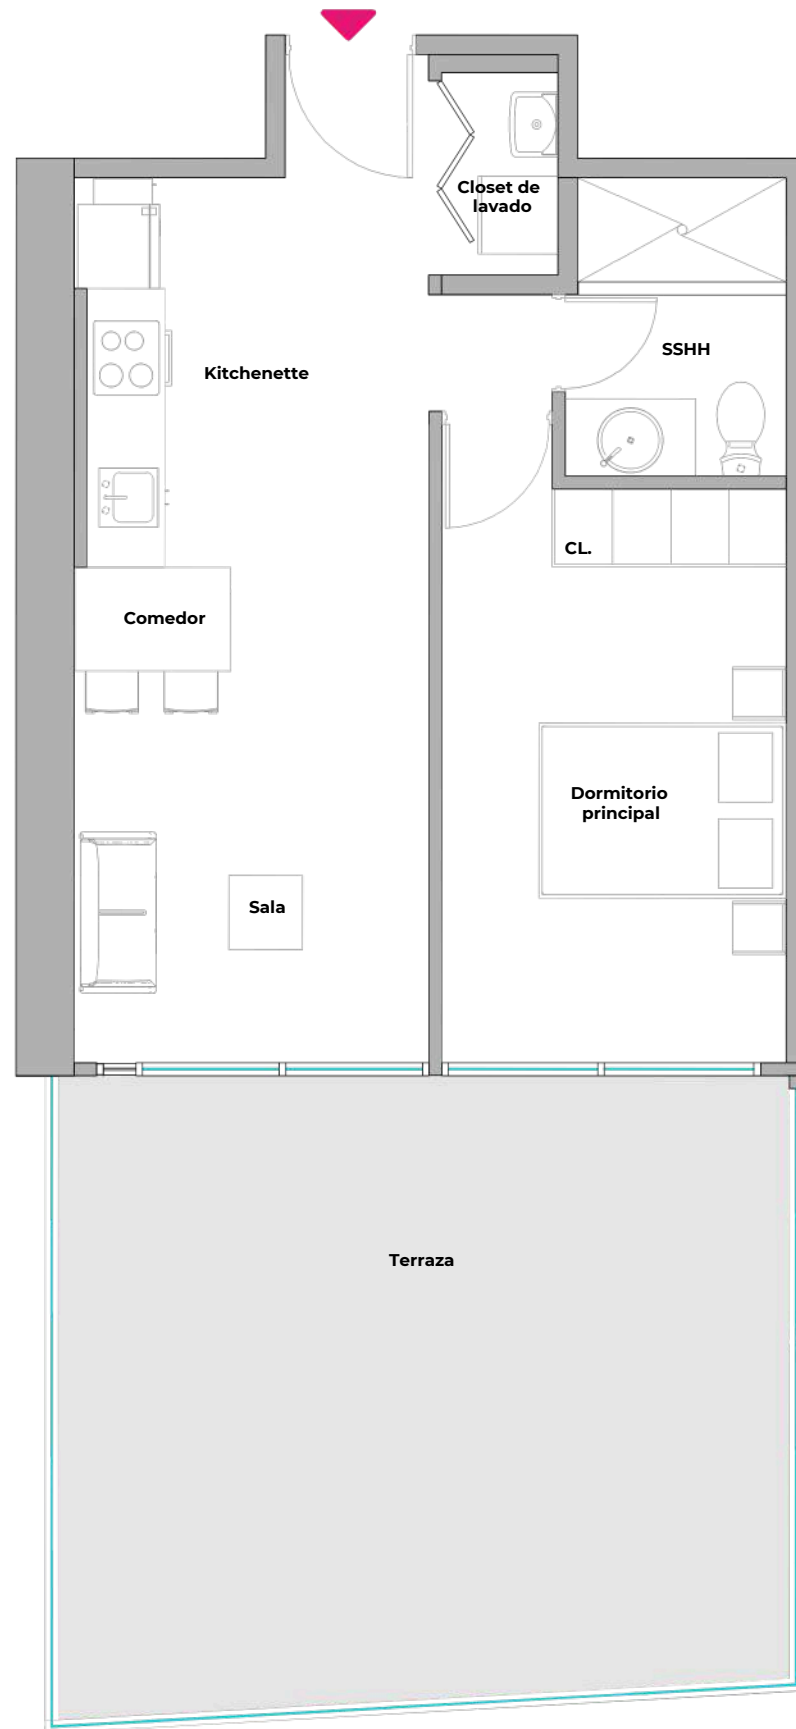 Closet de
lavado
SSHH
Kitchenette
CL.
Comedor
Dormitorio
principal
Sala
Terraza